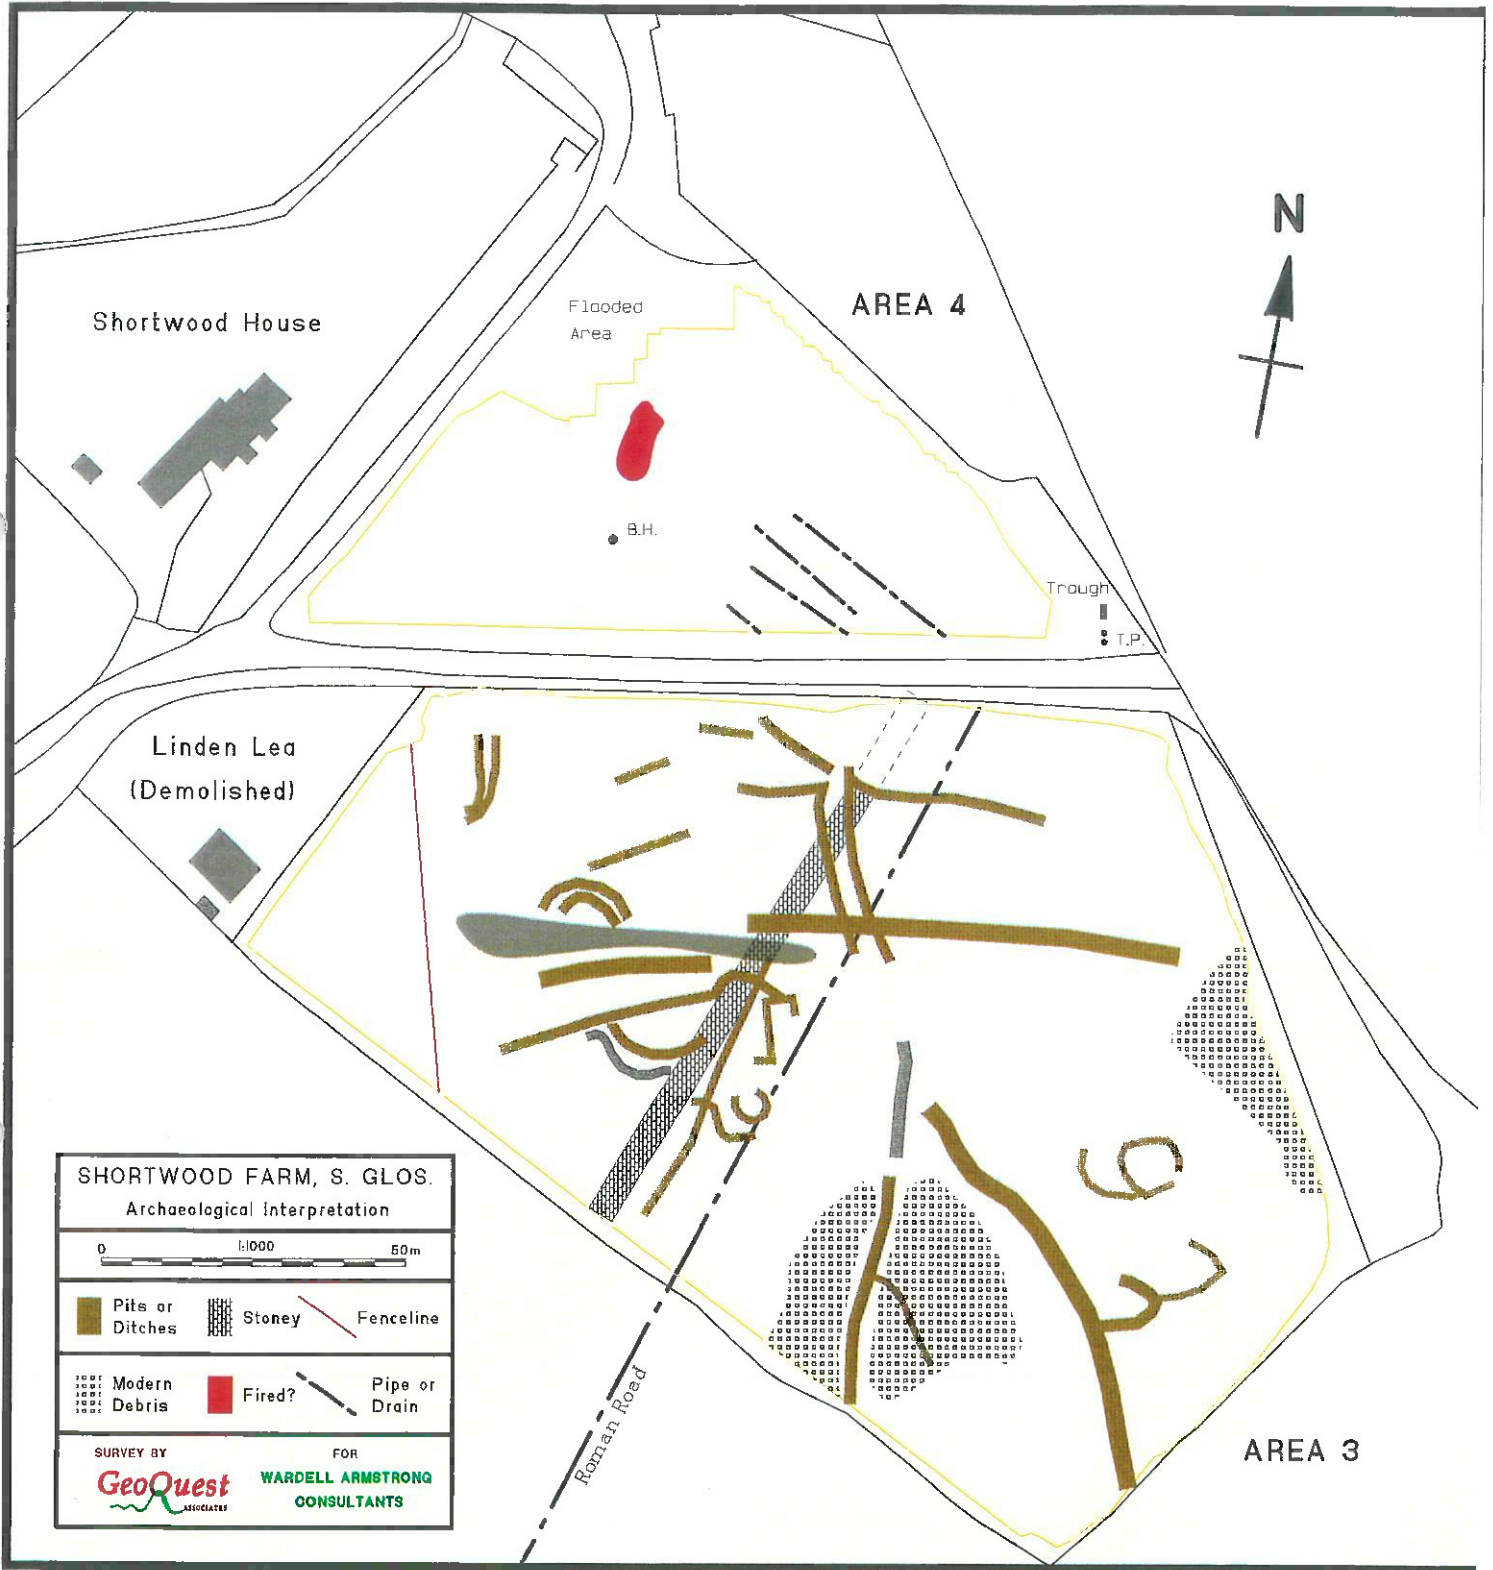 N
AREA 4
Flooded
Area
Shortwood House
B.H.
Trough
T.P.
Linden Lea
(Demolished)
Roman Road
AREA 3
SHORTWOOD FARM, S. GLOS.
Archaeological Interpretation
0 1:1000 50m
Pits or
Ditches
Stoney
Fenceline
Modern
Debris
Fired?
Pipe or
Drain
SURVEY BY
GeoQuest
ASSOCIATES
FOR
WARDELL ARMSTRONG
CONSULTANTS